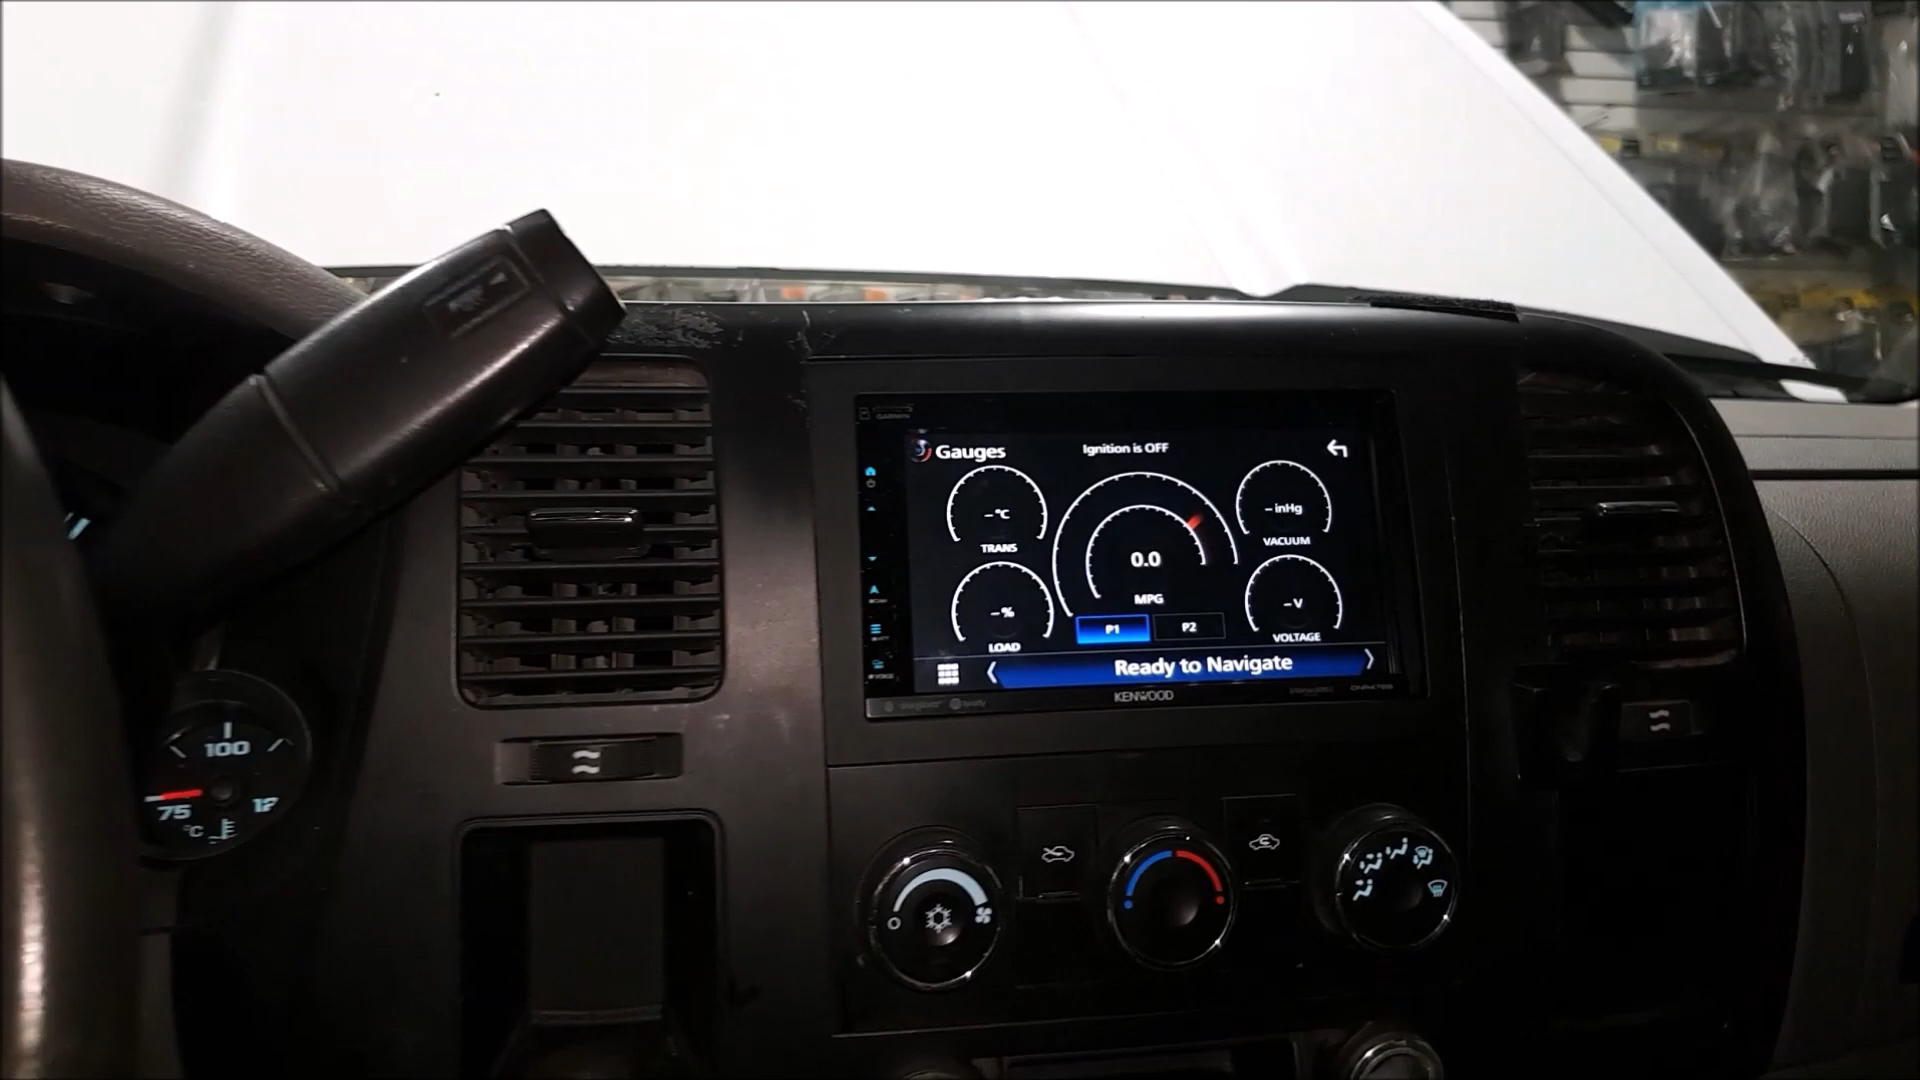 GARMIN
Gauges
Ignition is OFF
--°C
TRANS
--inHg
VACUUM
0.0
MPG
--%
LOAD
--V
VOLTAGE
P1
P2
Ready to Navigate
KENWOOD
100
75
°C